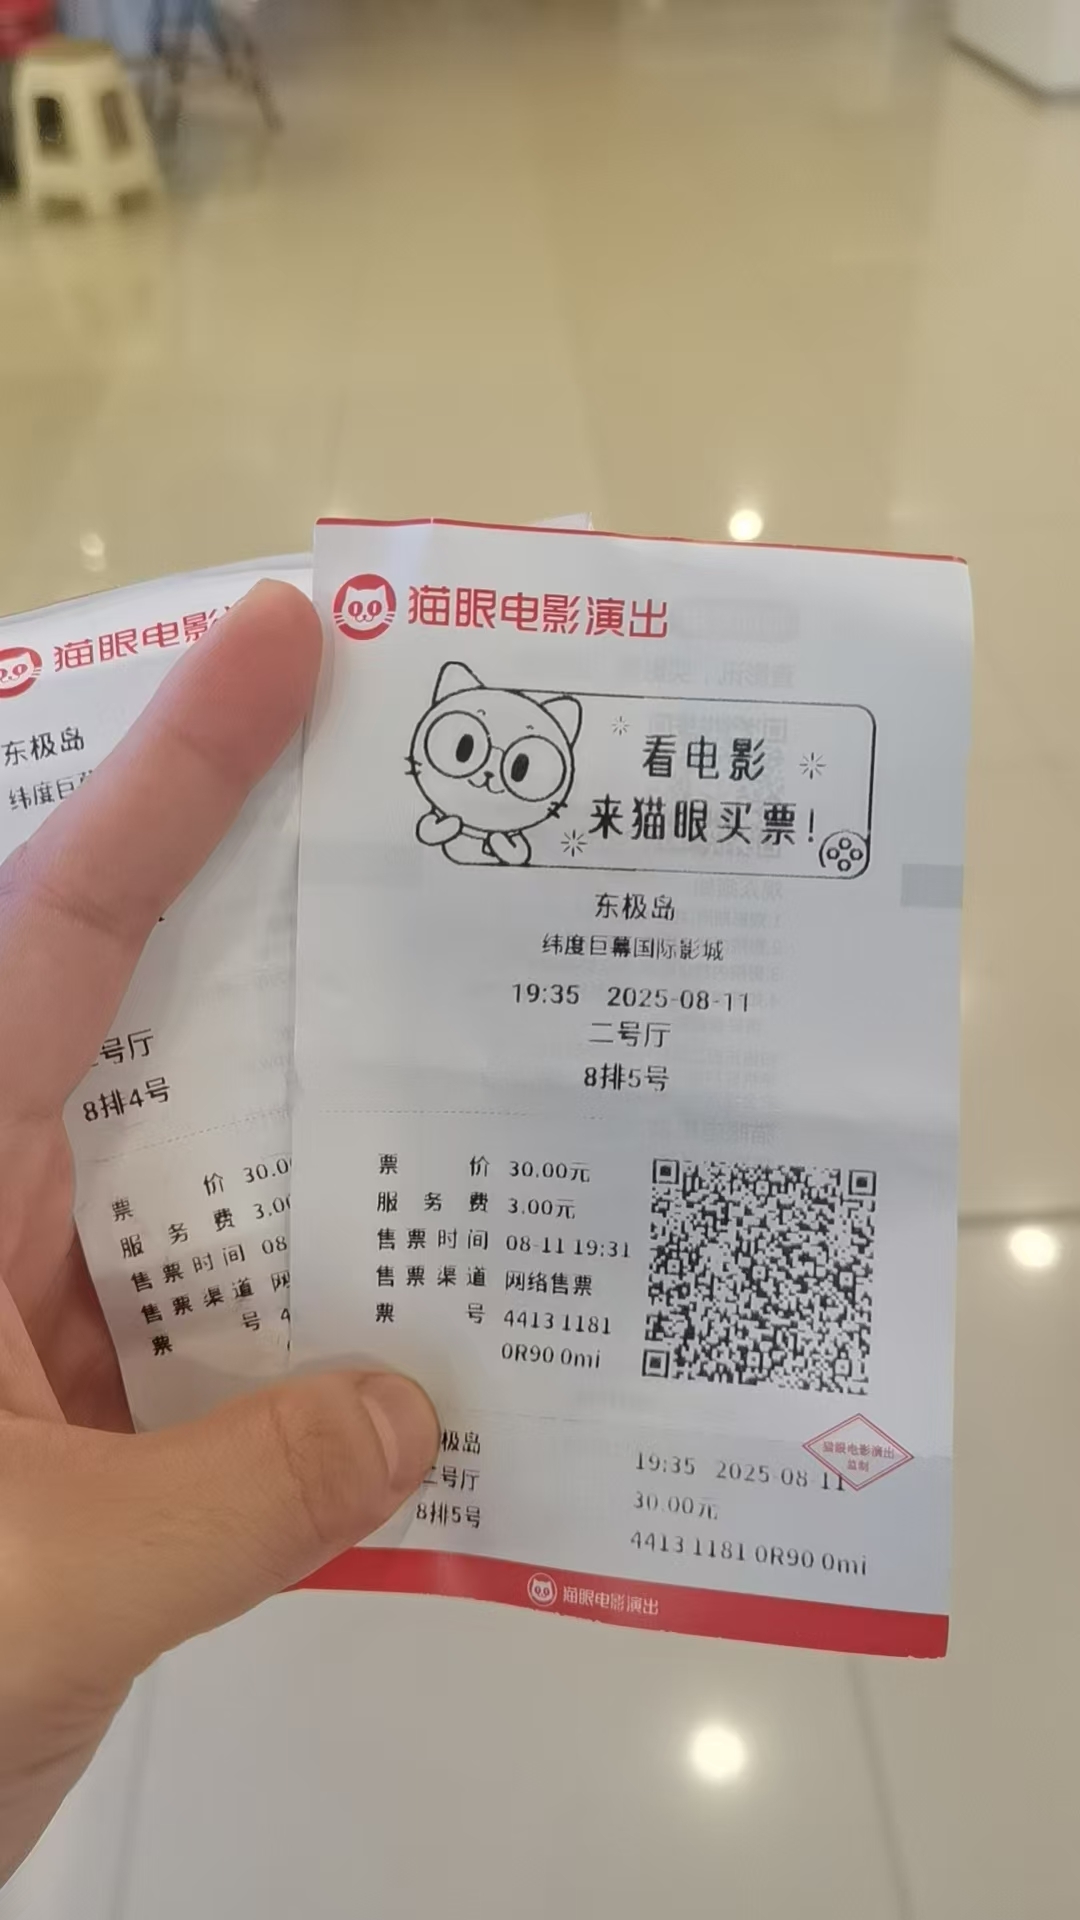 猫眼电影
东极岛
纬度巨幕
二号厅
8排4号
票 价 30.00
服 务 费 3.00
售票时间 08
售票渠道 网
票 号 4
猫眼电影演出
看电影
来猫眼买票!
东极岛
纬度巨幕国际影城
19:35 2025-08-11
二号厅
8排5号
票 价 30.00元
服 务 费 3.00元
售票时间 08-11 19:31
售票渠道 网络售票
票 号 4413 1181
0R90 0mi
极岛
二号厅
8排5号
19:35 2025-08-11
30.00元
4413 1181 0R90 0mi
猫眼电影演出
监制
猫眼电影演出